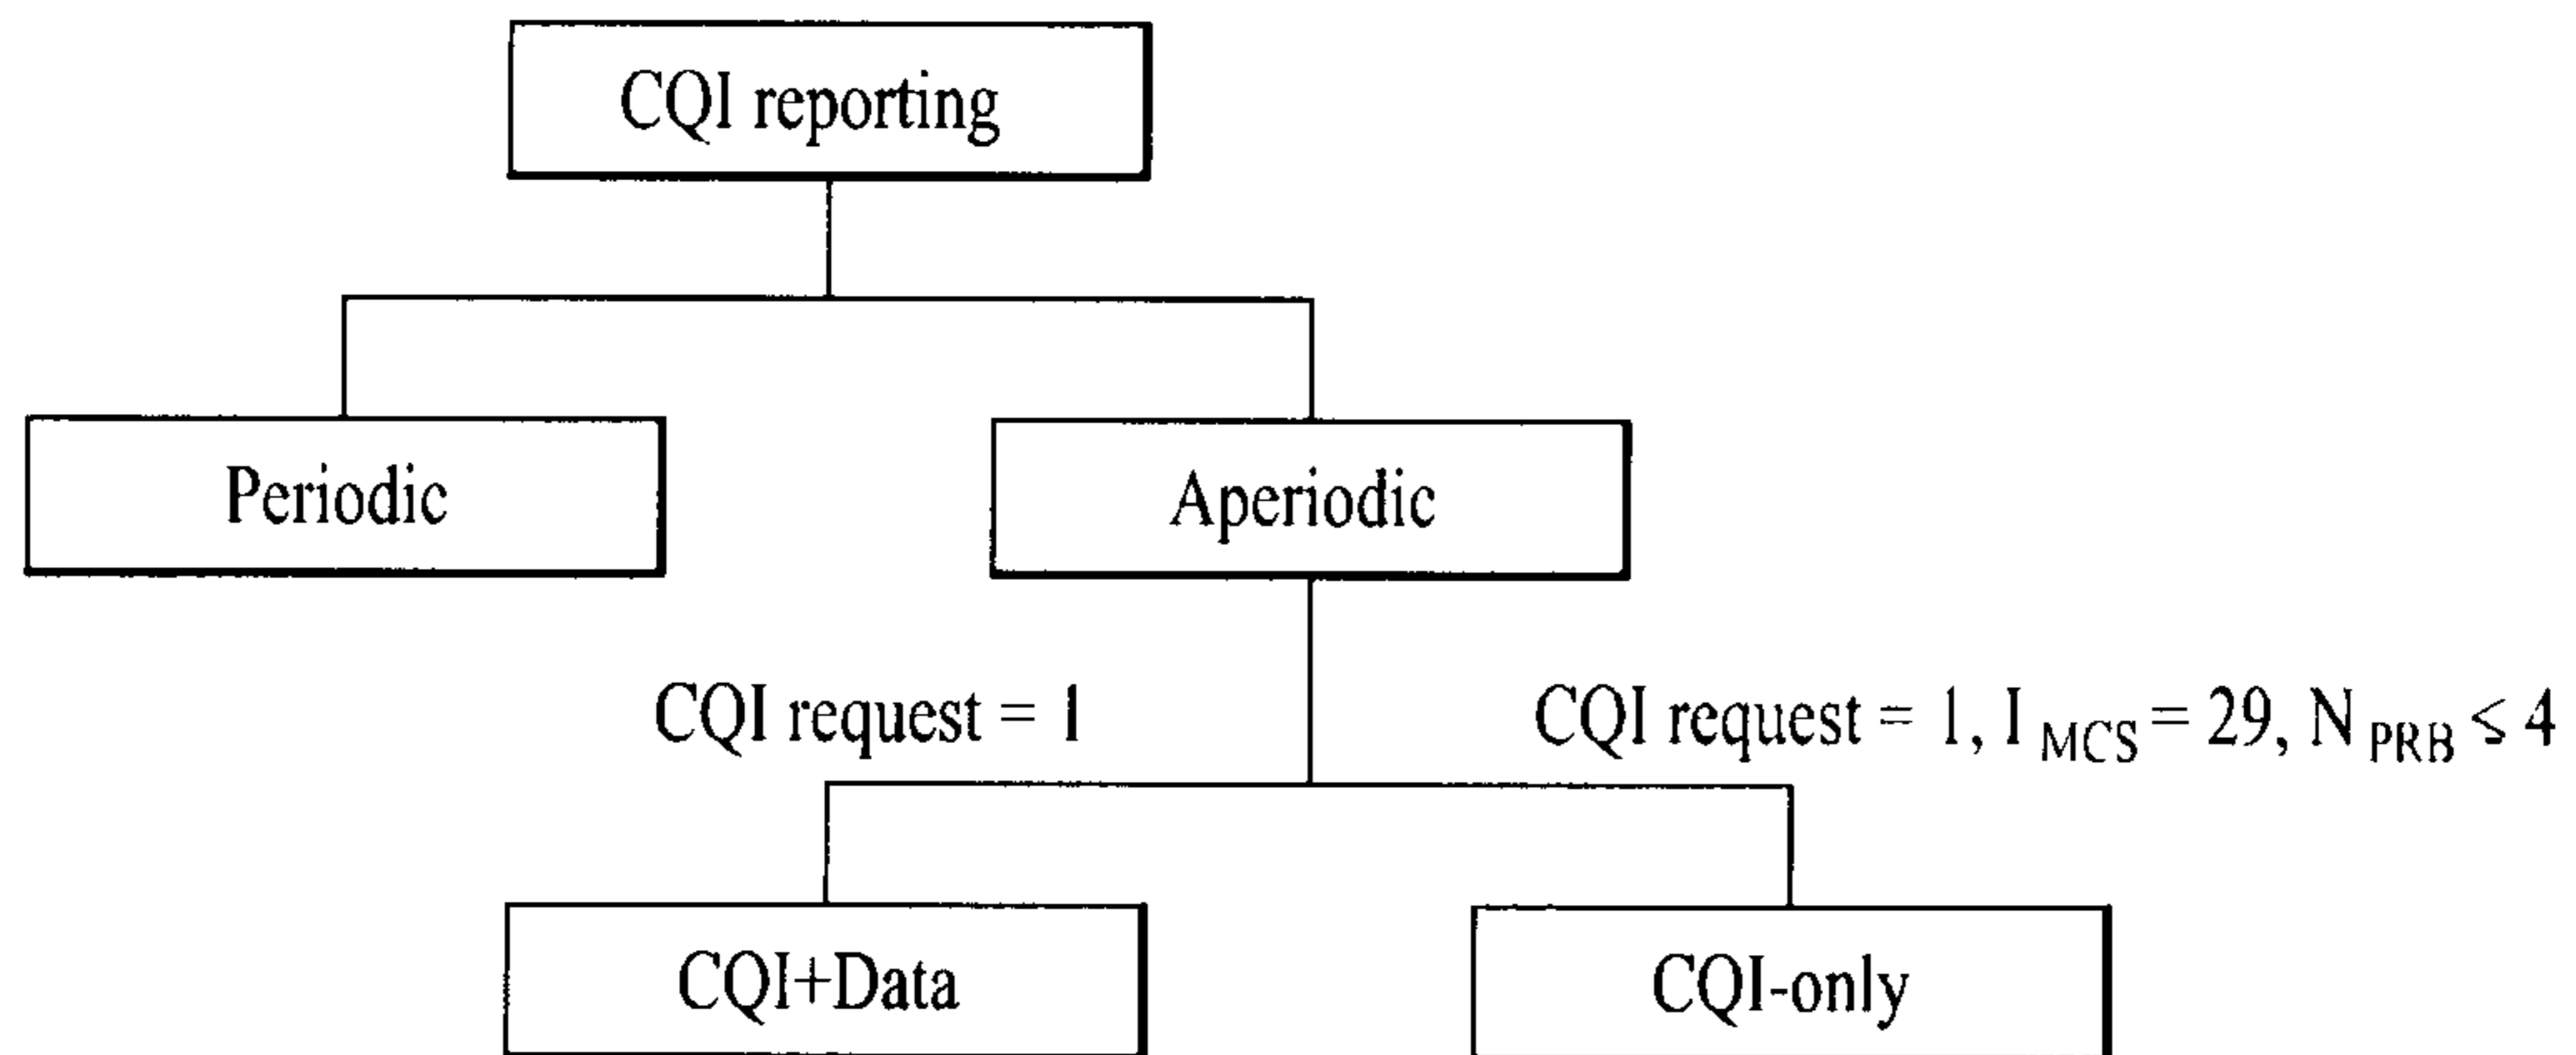 CQI reporting
Periodic
Aperiodic
CQI request = 1
CQI request = 1, I MCS = 29, N PRB ≤ 4
CQI+Data
CQI-only